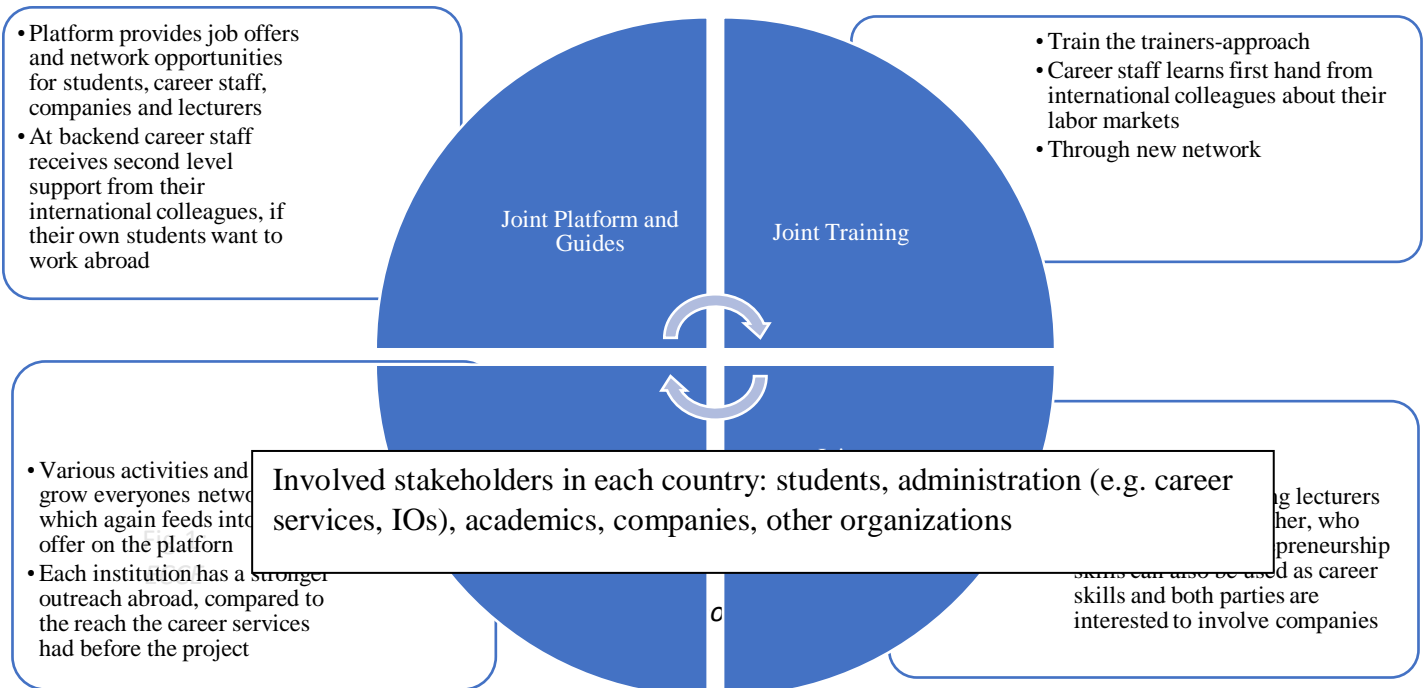 • Platform provides job offers
and network opportunities
for students, career staff,
companies and lecturers
• At backend career staff
receives second level
support from their
international colleagues, if
their own students want to
work abroad
• Train the trainers-approach
• Career staff learns first hand from
international colleagues about their
labor markets
• Through new network
Joint Platform and
Guides
Joint Training
• Various activities and
grow everyones
which again feeds into
offer on the platforn
• Each institution has a stronger
outreach abroad, compared to
the reach the career services
had before the project
Involved stakeholders in each country: students, administration (e.g. career
services, IOs), academics, companies, other organizations
lecturers
who
skills can also be used as career
skills and both parties are
interested to involve companies